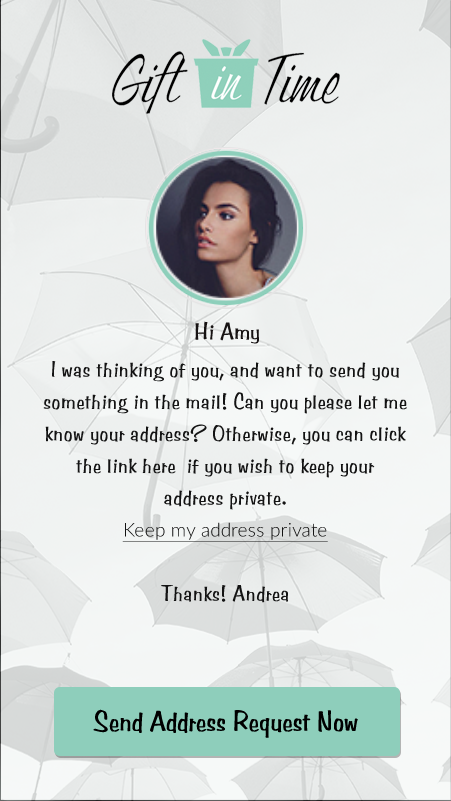 Gift in Time
Hi Amy
I was thinking of you, and want to send you
something in the mail! Can you please let me
know your address? Otherwise, you can click
the link here if you wish to keep your
address private.
Keep my address private
Thanks! Andrea
Send Address Request Now